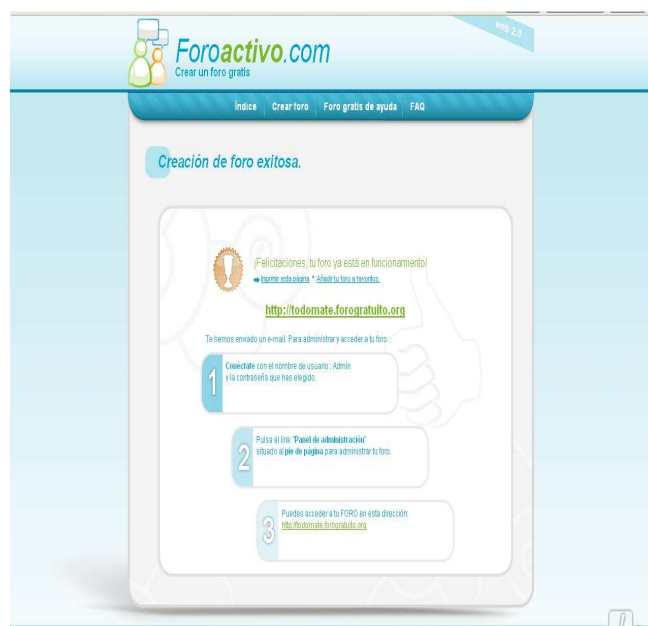 web 2.0
Foroactivo.com
Crear un foro gratis
Índice Crear foro Foro gratis de ayuda FAQ
Creación de foro exitosa.
¡Felicitaciones, tu foro ya está en funcionamiento!
Imprimir esta página * Añadir tu foro a favoritos.
http://todomate.forogratuito.org
Te hemos enviado un e-mail. Para administrar y acceder a tu foro :
1
Conéctate con el nombre de usuario : Admin
y la contraseña que has elegido.
2
Pulsa el link "Panel de administración"
situado al pie de página para administrar tu foro.
3
Puedes acceder a tu FORO en esta dirección:
http://todomate.forogratuito.org